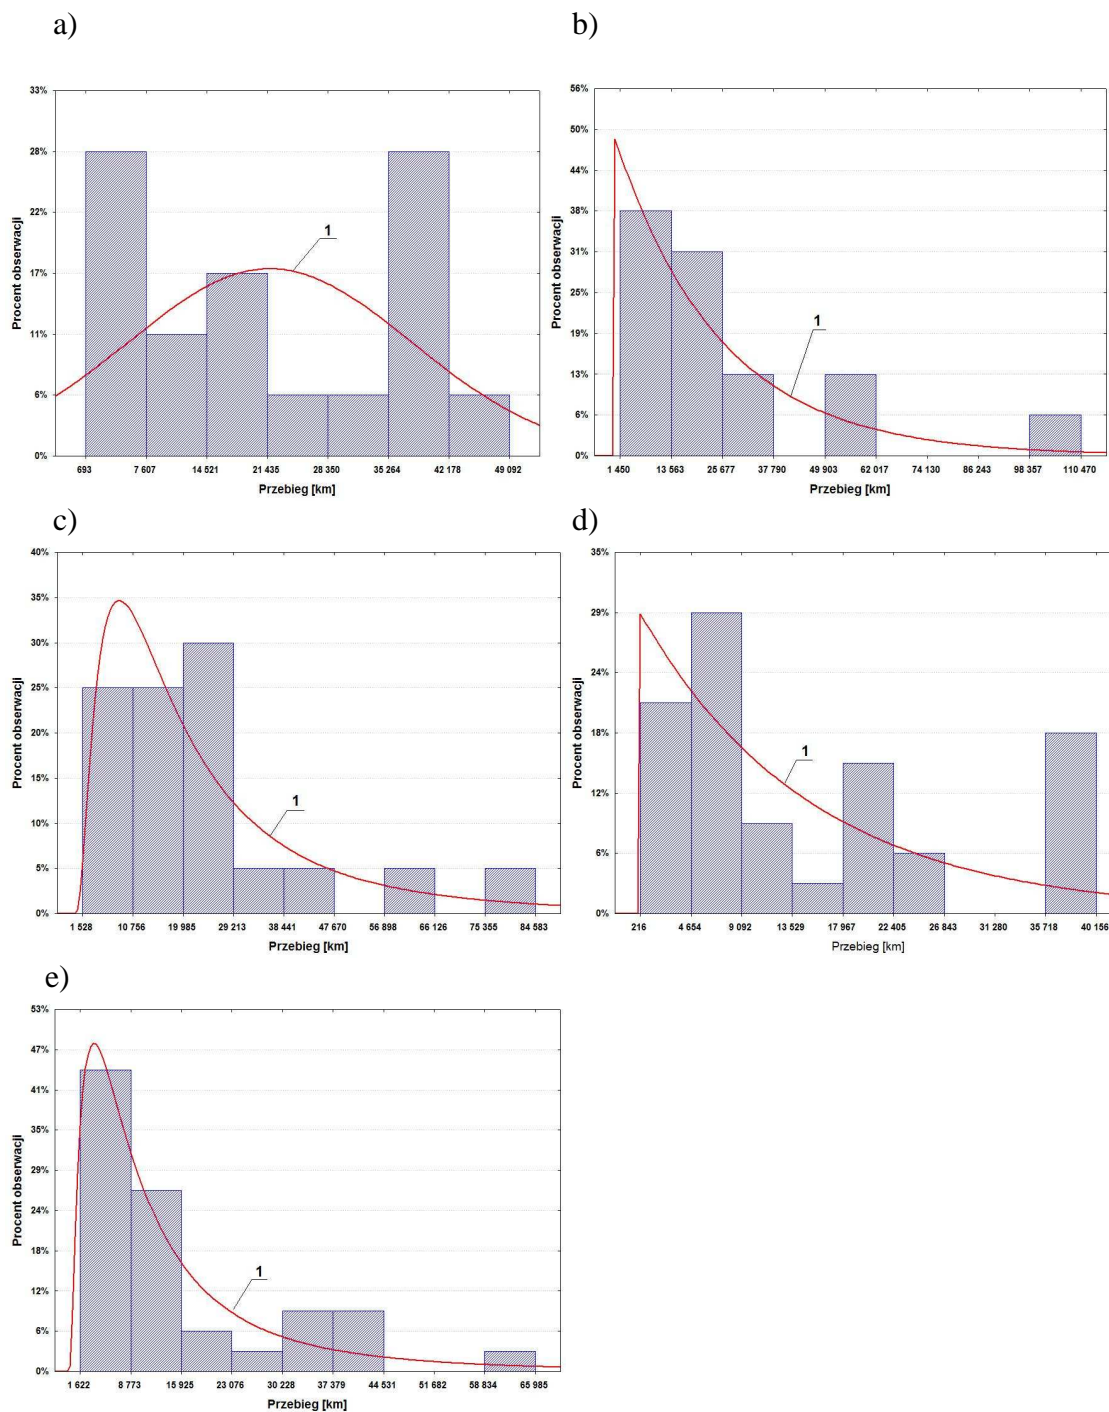 a)
33%
28%
22%
17%
11%
6%
0%
Procent obserwacji
1
693 7 607 14 521 21 435 28 350 35 264 42 178 49 092
Przebieg [km]
b)
56%
50%
44%
38%
31%
25%
19%
13%
6%
0%
Procent obserwacji
1
1 450 13 563 25 677 37 790 49 903 62 017 74 130 86 243 98 357 110 470
Przebieg [km]
c)
40%
35%
30%
25%
20%
15%
10%
5%
0%
Procent obserwacji
1
1 528 10 756 19 985 29 213 38 441 47 670 56 898 66 126 75 355 84 583
Przebieg [km]
d)
35%
29%
24%
18%
12%
6%
0%
Procent obserwacji
1
216 4 654 9 092 13 529 17 967 22 405 26 843 31 280 35 718 40 156
Przebieg [km]
e)
53%
47%
41%
35%
29%
24%
18%
12%
6%
0%
Procent obserwacji
1
1 622 8 773 15 925 23 076 30 228 37 379 44 531 51 682 58 834 65 985
Przebieg [km]